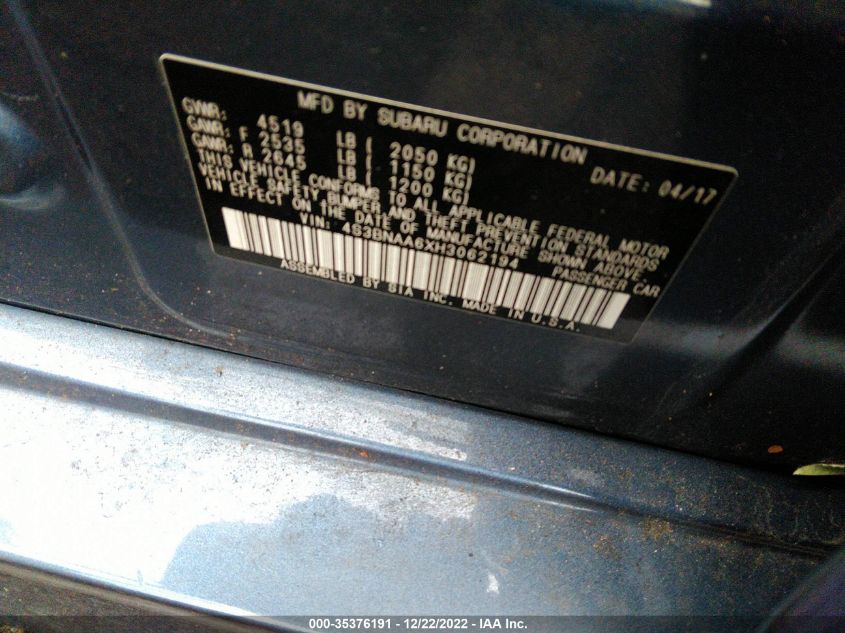 MFD BY SUBARU CORPORATION DATE: 04/17
GVWR: 4519 LB ( 2050 KG)
GAWR: F 2535 LB ( 1150 KG)
GAWR: R 2645 LB ( 1200 KG)
THIS VEHICLE CONFORMS TO ALL APPLICABLE FEDERAL MOTOR
VEHICLE SAFETY, BUMPER AND THEFT PREVENTION STANDARDS
IN EFFECT ON THE DATE OF MANUFACTURE SHOWN ABOVE.
VIN: 4S3BNAA6XH3062194 PASSENGER CAR
ASSEMBLED BY SIA INC. MADE IN U.S.A.
000-35376191 - 12/22/2022 - IAA Inc.